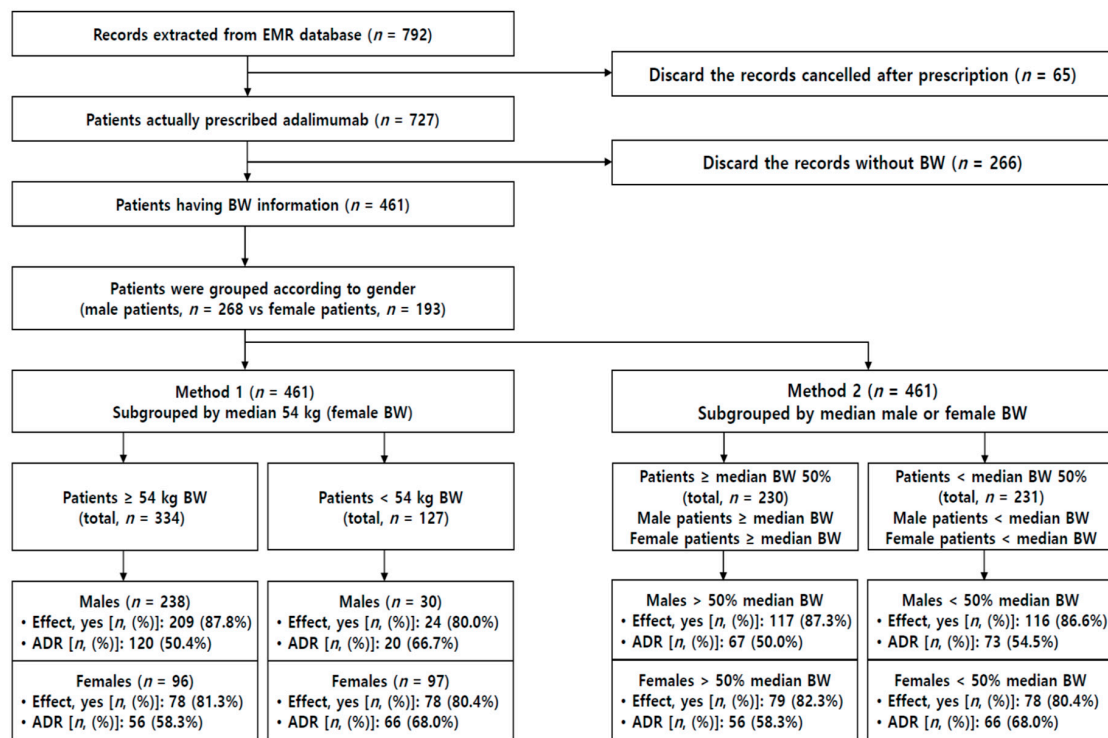 Records extracted from EMR database (n = 792)
Discard the records cancelled after prescription (n = 65)
Patients actually prescribed adalimumab (n = 727)
Discard the records without BW (n = 266)
Patients having BW information (n = 461)
Patients were grouped according to gender
(male patients, n = 268 vs female patients, n = 193)
Method 1 (n = 461)
Subgrouped by median 54 kg (female BW)
Method 2 (n = 461)
Subgrouped by median male or female BW
Patients ≥ 54 kg BW
(total, n = 334)
Patients < 54 kg BW
(total, n = 127)
Patients ≥ median BW 50%
(total, n = 230)
Male patients ≥ median BW
Female patients ≥ median BW
Patients < median BW 50%
(total, n = 231)
Male patients < median BW
Female patients < median BW
Males (n = 238)
• Effect, yes [n, (%)]: 209 (87.8%)
• ADR [n, (%)]: 120 (50.4%)
Males (n = 30)
• Effect, yes [n, (%)]: 24 (80.0%)
• ADR [n, (%)]: 20 (66.7%)
Males > 50% median BW
• Effect, yes [n, (%)]: 117 (87.3%)
• ADR [n, (%)]: 67 (50.0%)
Males < 50% median BW
• Effect, yes [n, (%)]: 116 (86.6%)
• ADR [n, (%)]: 73 (54.5%)
Females (n = 96)
• Effect, yes [n, (%)]: 78 (81.3%)
• ADR [n, (%)]: 56 (58.3%)
Females (n = 97)
• Effect, yes [n, (%)]: 78 (80.4%)
• ADR [n, (%)]: 66 (68.0%)
Females > 50% median BW
• Effect, yes [n, (%)]: 79 (82.3%)
• ADR [n, (%)]: 56 (58.3%)
Females < 50% median BW
• Effect, yes [n, (%)]: 78 (80.4%)
• ADR [n, (%)]: 66 (68.0%)